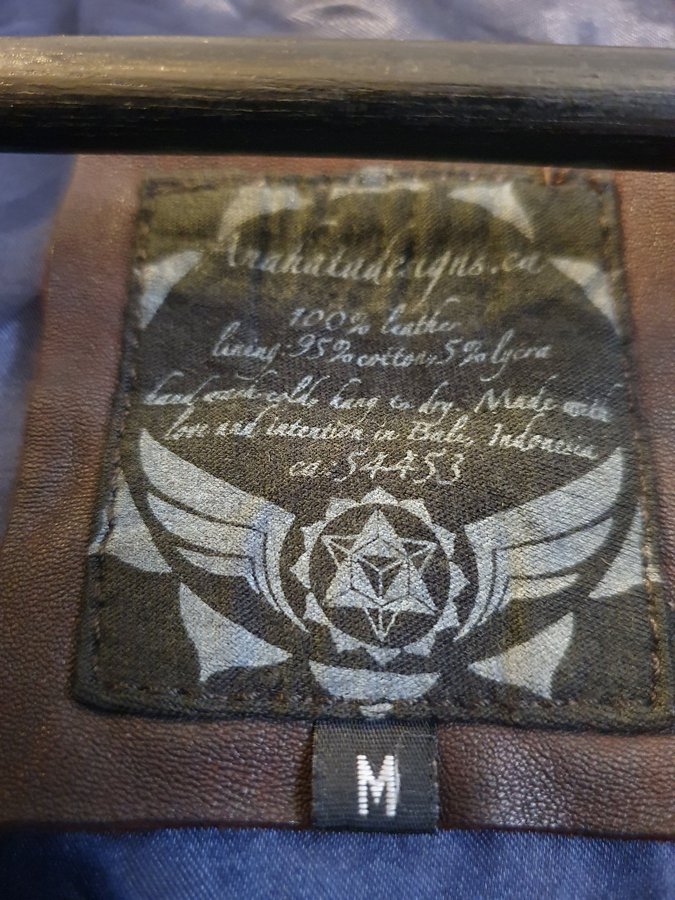 Anahatadesigns.ca
100% leather
lining: 95% cotton, 5% lycra
hand wash cold, hang to dry. Made with
love and intention in Bali, Indonesia
ca: 54453
M